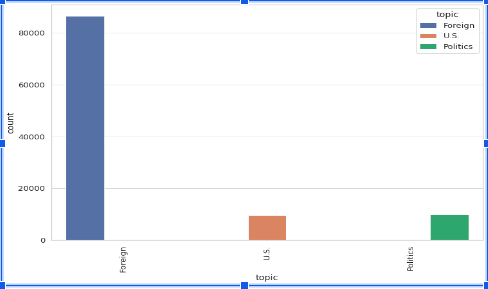 topic
Foreign
U.S.
Politics
80000
60000
40000
20000
0
count
Foreign
U.S.
Politics
topic